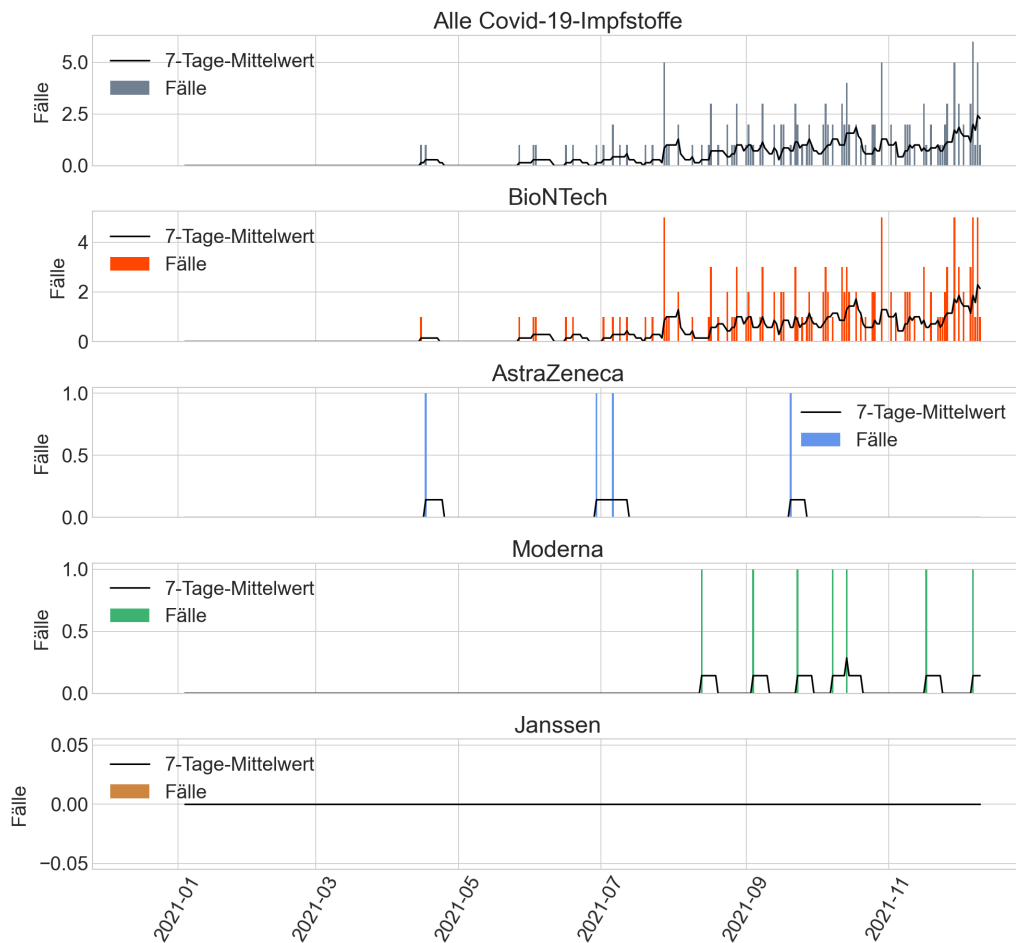 Alle Covid-19-Impfstoffe
Fälle
5.0
2.5
0.0
7-Tage-Mittelwert
Fälle
BioNTech
Fälle
4
2
0
7-Tage-Mittelwert
Fälle
AstraZeneca
Fälle
1.0
0.5
0.0
7-Tage-Mittelwert
Fälle
Moderna
Fälle
1.0
0.5
0.0
7-Tage-Mittelwert
Fälle
Janssen
Fälle
0.05
0.00
−0.05
7-Tage-Mittelwert
Fälle
2021-01
2021-03
2021-05
2021-07
2021-09
2021-11